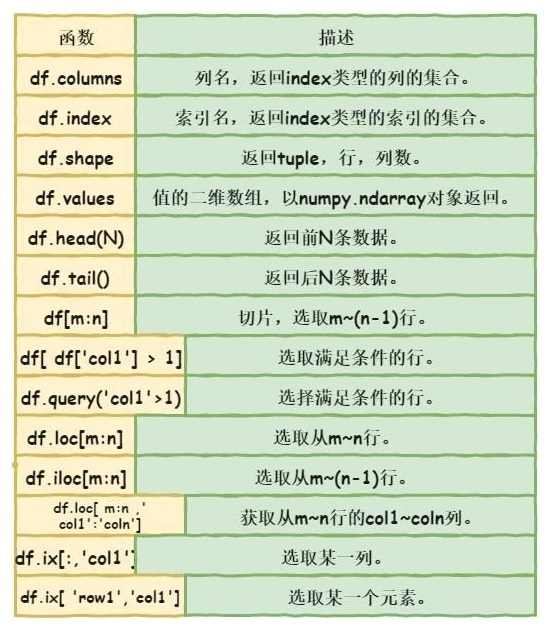 函数 描述
df.columns 列名，返回index类型的列的集合。
df.index 索引名，返回index类型的索引的集合。
df.shape 返回tuple，行，列数。
df.values 值的二维数组，以numpy.ndarray对象返回。
df.head(N) 返回前N条数据。
df.tail() 返回后N条数据。
df[m:n] 切片，选取m~(n-1)行。
df[ df['col1'] > 1] 选取满足条件的行。
df.query('col1'>1) 选择满足条件的行。
df.loc[m:n] 选取从m~n行。
df.iloc[m:n] 选取从m~(n-1)行。
df.loc[ m:n ,'
col1':'coln'] 获取从m~n行的col1~coln列。
df.ix[:,'col1'] 选取某一列。
df.ix[ 'row1','col1'] 选取某一个元素。